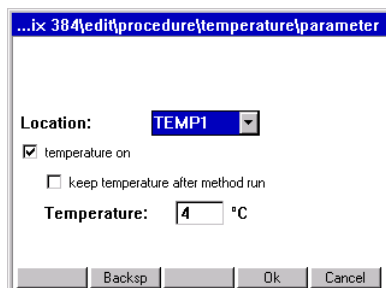 ...ix 384\edit\procedure\temperature\parameter
Location: TEMP1
temperature on
keep temperature after method run
Temperature: 4 °C
Backsp Ok Cancel